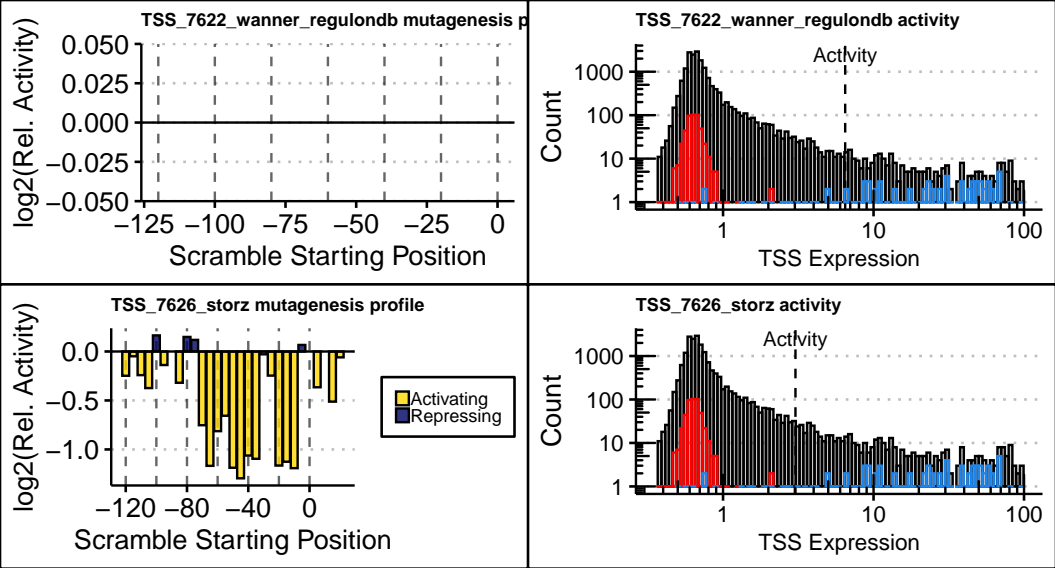 TSS_7622_wanner_regulondb mutagenesis p
log2(Rel. Activity)
0.050
0.025
0.000
−0.025
−0.050
−125 −100 −75 −50 −25 0
Scramble Starting Position
TSS_7622_wanner_regulondb activity
Activity
Count
1000
100
10
1
1 10 100
TSS Expression
TSS_7626_storz mutagenesis profile
log2(Rel. Activity)
0.0
−0.5
−1.0
−120 −80 −40 0
Scramble Starting Position
Activating
Repressing
TSS_7626_storz activity
Activity
Count
1000
100
10
1
1 10 100
TSS Expression